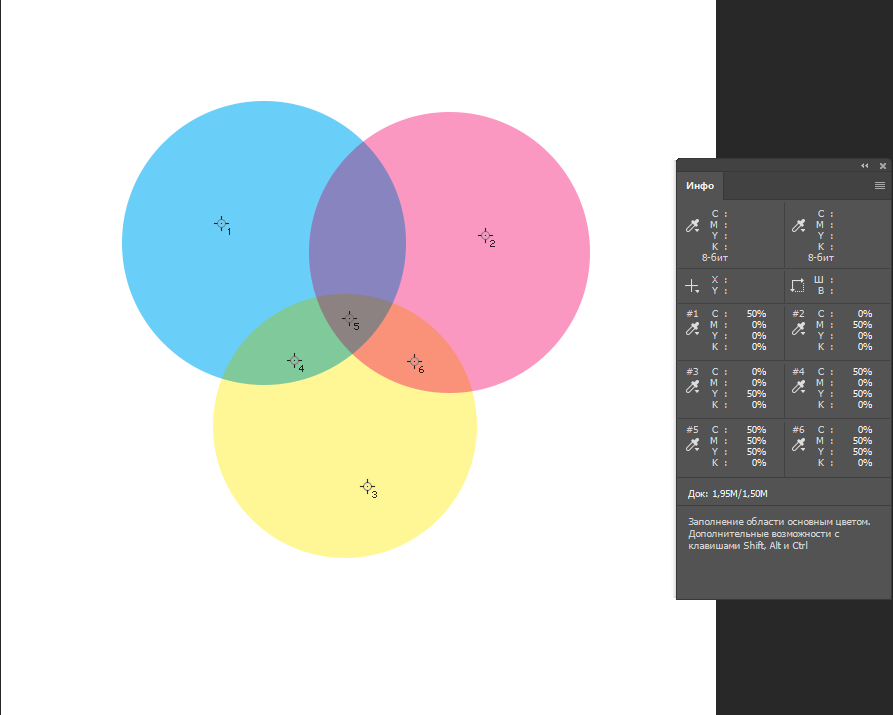 1
2
5
4
6
3
Инфо
C :
M :
Y :
K :
8-бит
C :
M :
Y :
K :
8-бит
X :
Y :
Ш :
В :
#1 C : 50%
M : 0%
Y : 0%
K : 0%
#2 C : 0%
M : 50%
Y : 0%
K : 0%
#3 C : 0%
M : 0%
Y : 50%
K : 0%
#4 C : 50%
M : 0%
Y : 50%
K : 0%
#5 C : 50%
M : 50%
Y : 50%
K : 0%
#6 C : 0%
M : 50%
Y : 50%
K : 0%
Док: 1,95M/1,50M
Заполнение области основным цветом.
Дополнительные возможности с
клавишами Shift, Alt и Ctrl